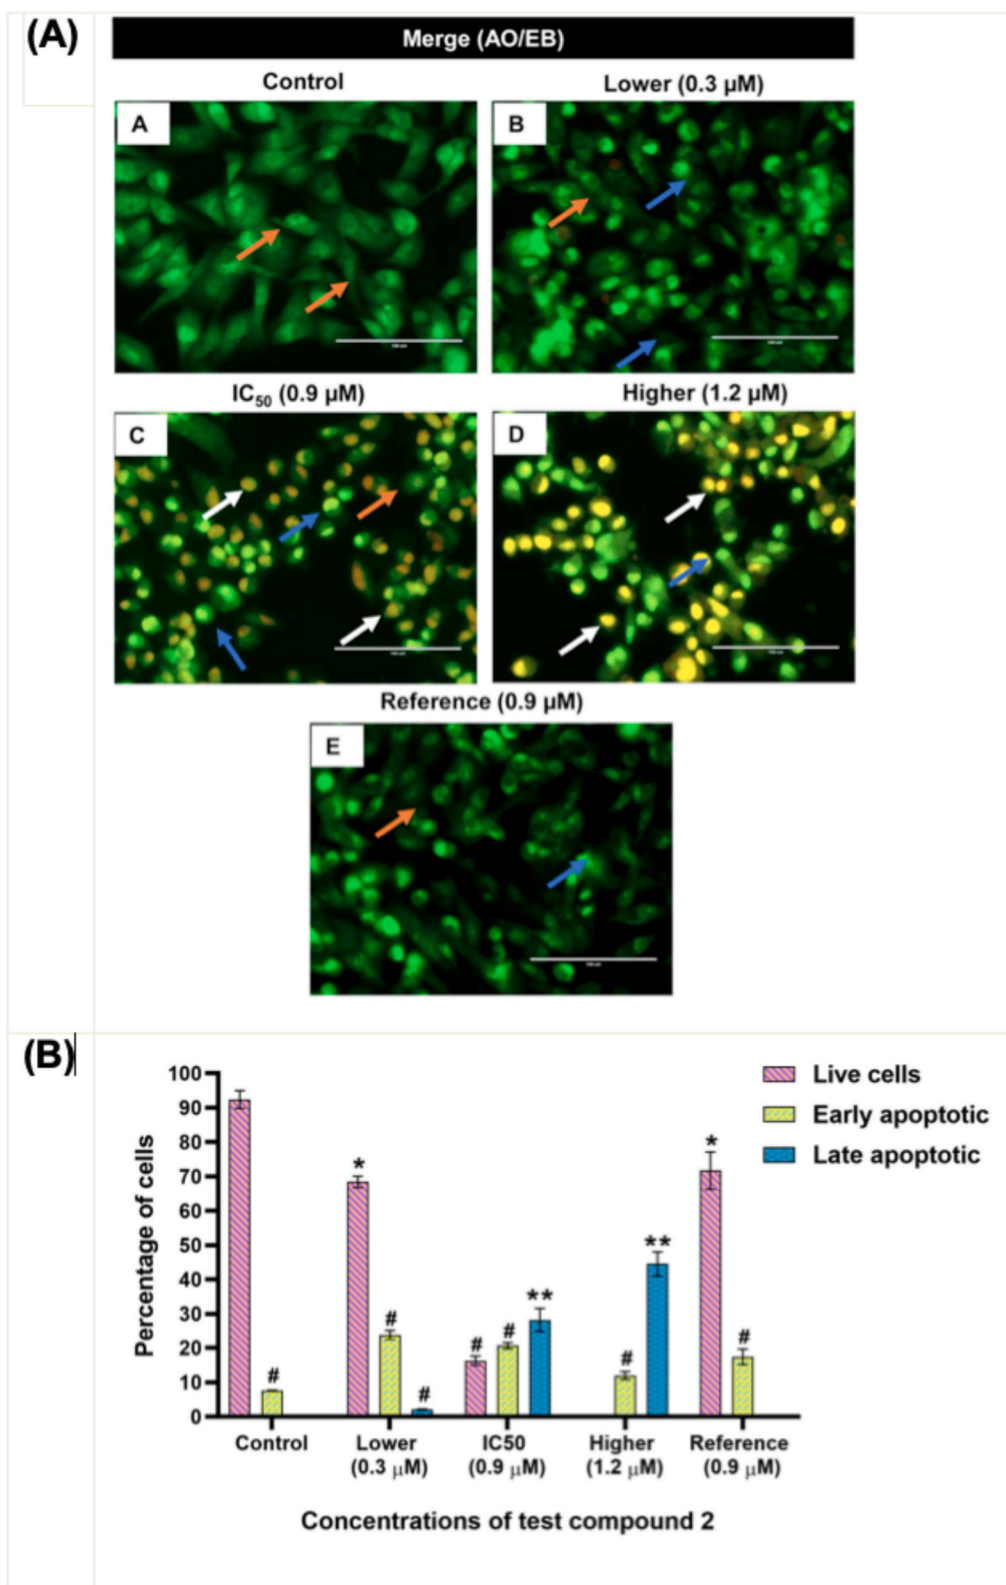 (A)
Merge (AO/EB)
Control
Lower (0.3 µM)
A
B
IC50 (0.9 µM)
Higher (1.2 µM)
C
D
Reference (0.9 µM)
E
(B)
100
90
80
70
60
50
40
30
20
10
0
Percentage of cells
Live cells
Early apoptotic
Late apoptotic
#
*
#
#
#
#
**
#
**
*
#
Control
Lower
(0.3 µM)
IC50
(0.9 µM)
Higher
(1.2 µM)
Reference
(0.9 µM)
Concentrations of test compound 2